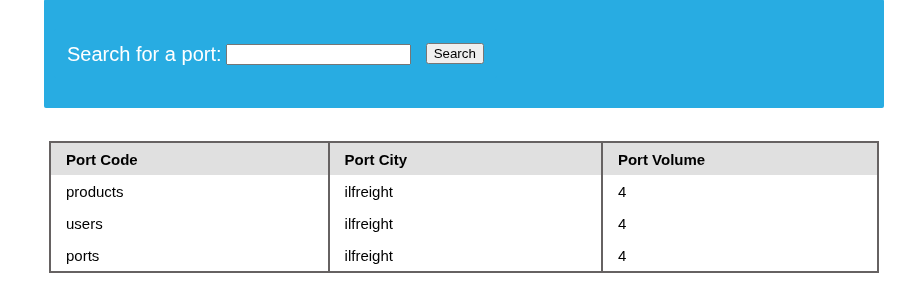 Search for a port: Search
Port Code Port City Port Volume
products ilfreight 4
users ilfreight 4
ports ilfreight 4